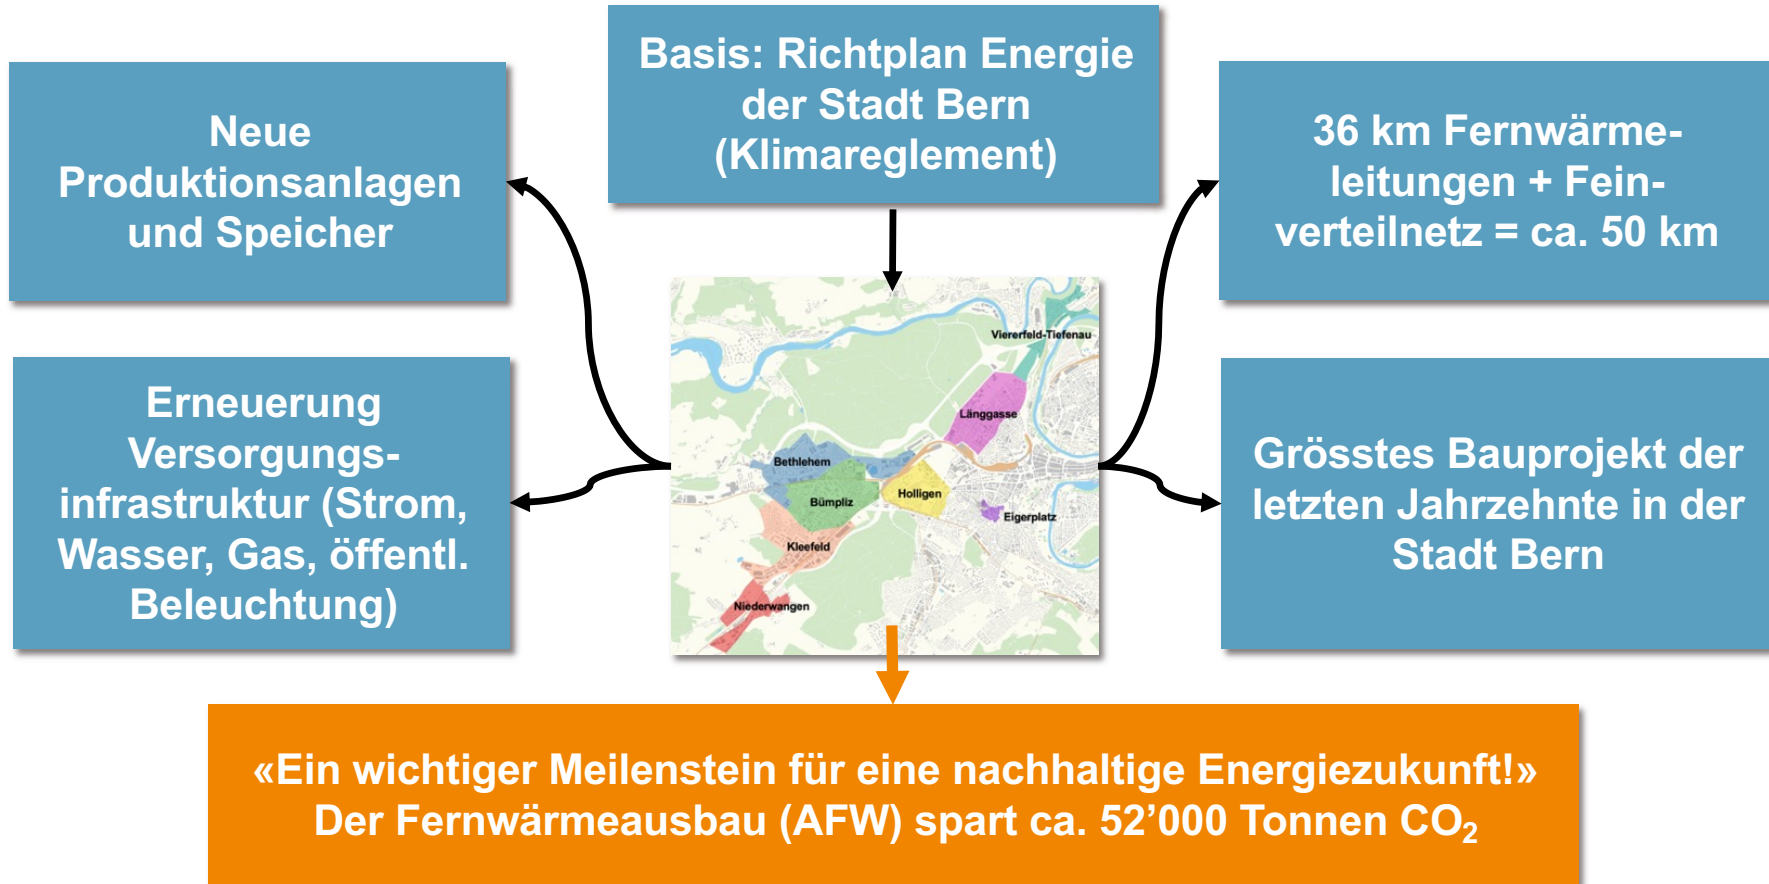 Basis: Richtplan Energie
der Stadt Bern
(Klimareglement)
Neue
Produktionsanlagen
und Speicher
36 km Fernwärme-
leitungen + Fein-
verteilnetz = ca. 50 km
Erneuerung
Versorgungs-
infrastruktur (Strom,
Wasser, Gas, öffentl.
Beleuchtung)
Viererfeld-Tiefenau
Länggasse
Bethlehem
Bümpliz
Holligen
Eigerplatz
Kleefeld
Niederwangen
Grösstes Bauprojekt der
letzten Jahrzehnte in der
Stadt Bern
«Ein wichtiger Meilenstein für eine nachhaltige Energiezukunft!»
Der Fernwärmeausbau (AFW) spart ca. 52’000 Tonnen CO₂